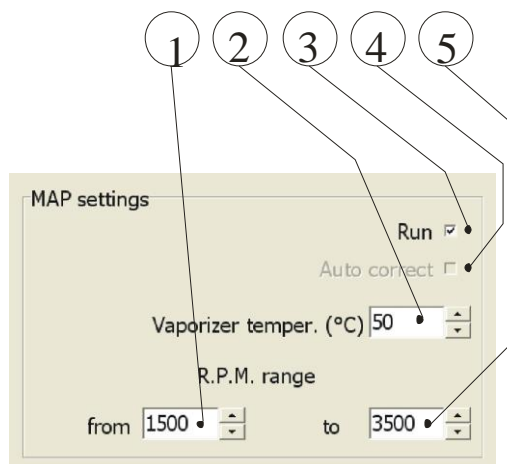 1 2 3 4 5
MAP settings
Run
Auto correct
Vaporizer temper. (°C) 50
R.P.M. range
from 1500 to 3500